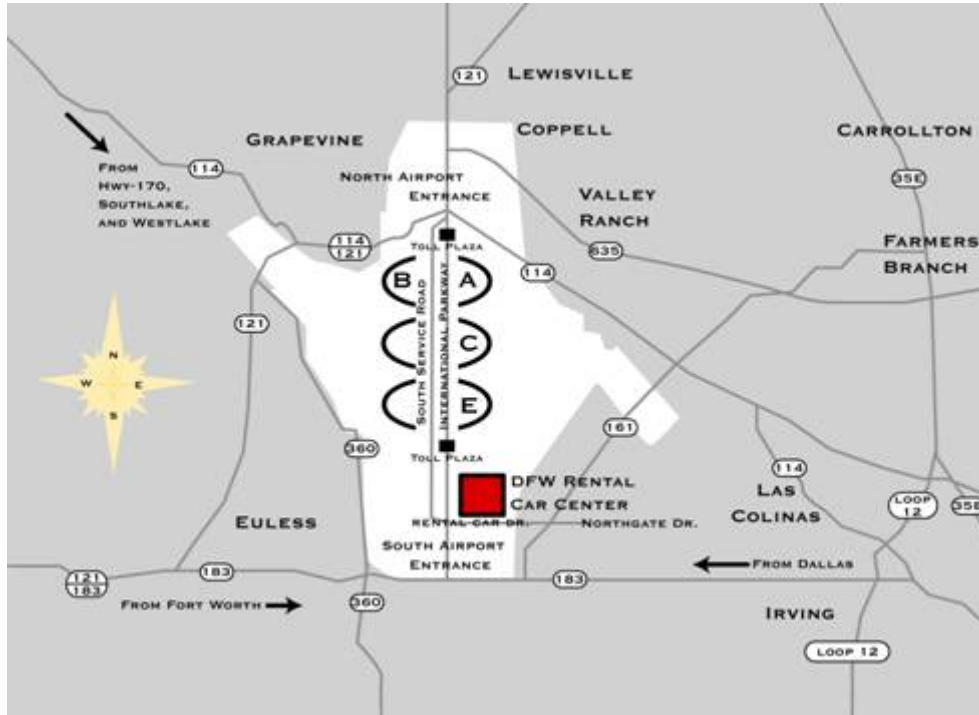 121
LEWISVILLE
GRAPEVINE
COPPELL
CARROLLTON
FROM
HWY-170,
SOUTHLAKE,
AND WESTLAKE
114
35E
NORTH AIRPORT
ENTRANCE
VALLEY
RANCH
114
121
TOLL PLAZA
635
FARMERS
BRANCH
B
A
114
SOUTH SERVICE ROAD
INTERNATIONAL PARKWAY
121
C
N
W
E
S
E
161
360
TOLL PLAZA
114
DFW RENTAL
CAR CENTER
LAS
COLINAS
LOOP
12
35E
EULESS
RENTAL CAR DR.
NORTHGATE DR.
SOUTH AIRPORT
ENTRANCE
FROM DALLAS
121
183
183
183
FROM FORT WORTH
360
IRVING
LOOP 12